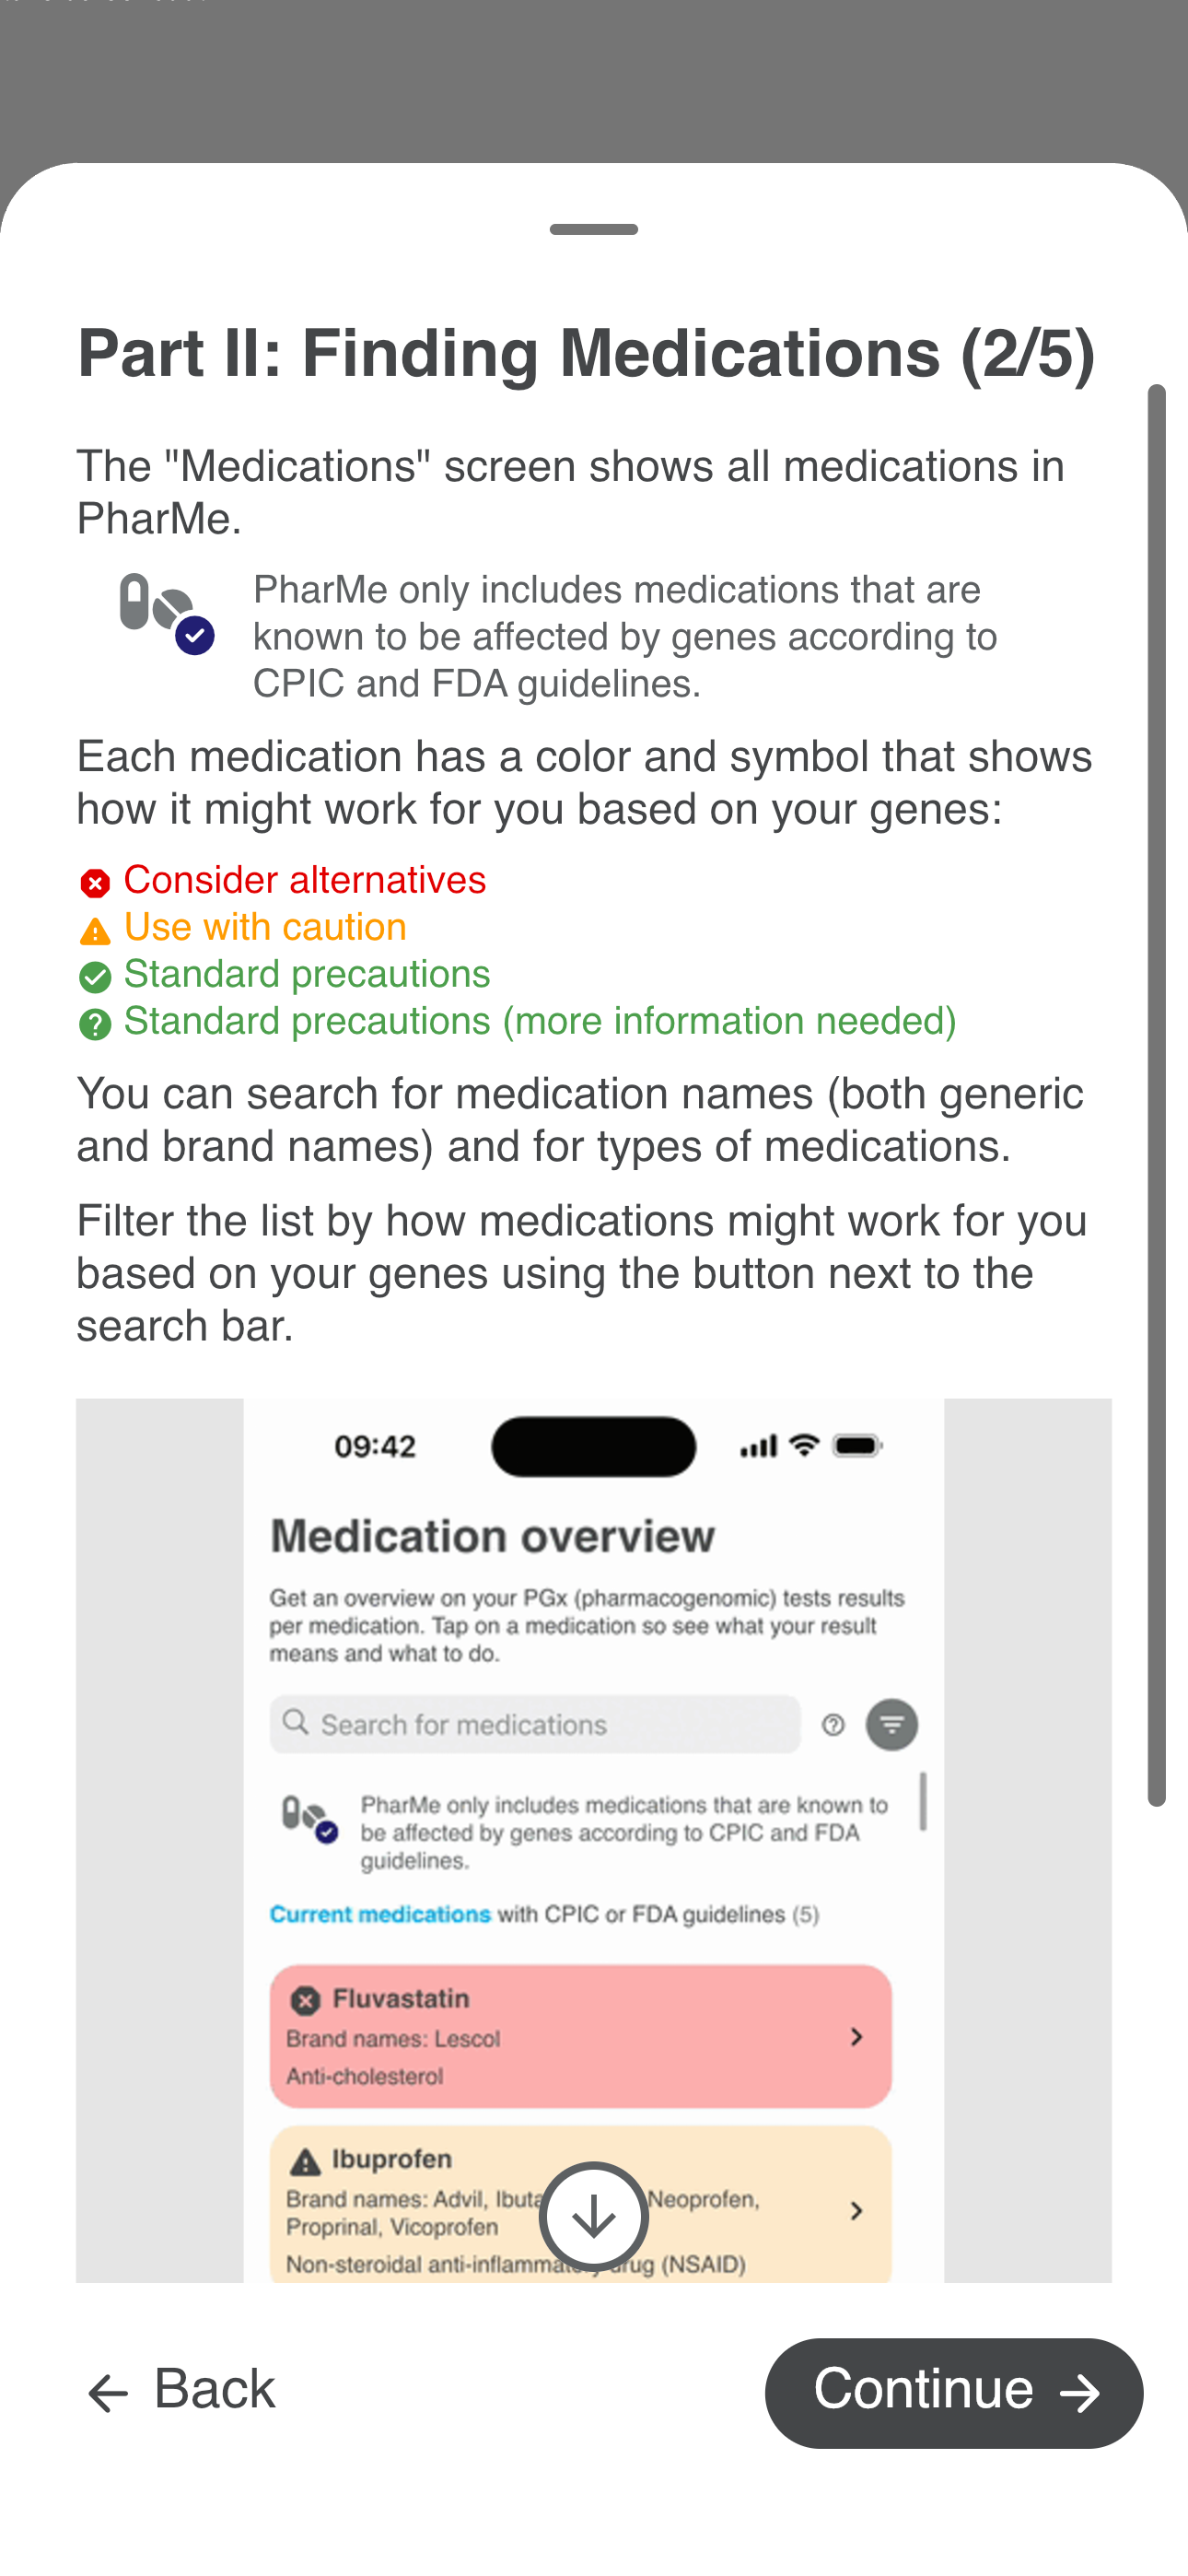 Part II: Finding Medications (2/5)
The "Medications" screen shows all medications in
PharMe.
PharMe only includes medications that are
known to be affected by genes according to
CPIC and FDA guidelines.
Each medication has a color and symbol that shows
how it might work for you based on your genes:
Consider alternatives
Use with caution
Standard precautions
Standard precautions (more information needed)
You can search for medication names (both generic
and brand names) and for types of medications.
Filter the list by how medications might work for you
based on your genes using the button next to the
search bar.
09:42
Medication overview
Get an overview on your PGx (pharmacogenomic) tests results
per medication. Tap on a medication so see what your result
means and what to do.
Search for medications
PharMe only includes medications that are known to
be affected by genes according to CPIC and FDA
guidelines.
Current medications with CPIC or FDA guidelines (5)
Fluvastatin
Brand names: Lescol
Anti-cholesterol
Ibuprofen
Brand names: Advil, Neoprofen,
Proprinal, Vicoprofen
Non-steroidal anti-inflammatory drug (NSAID)
Back
Continue